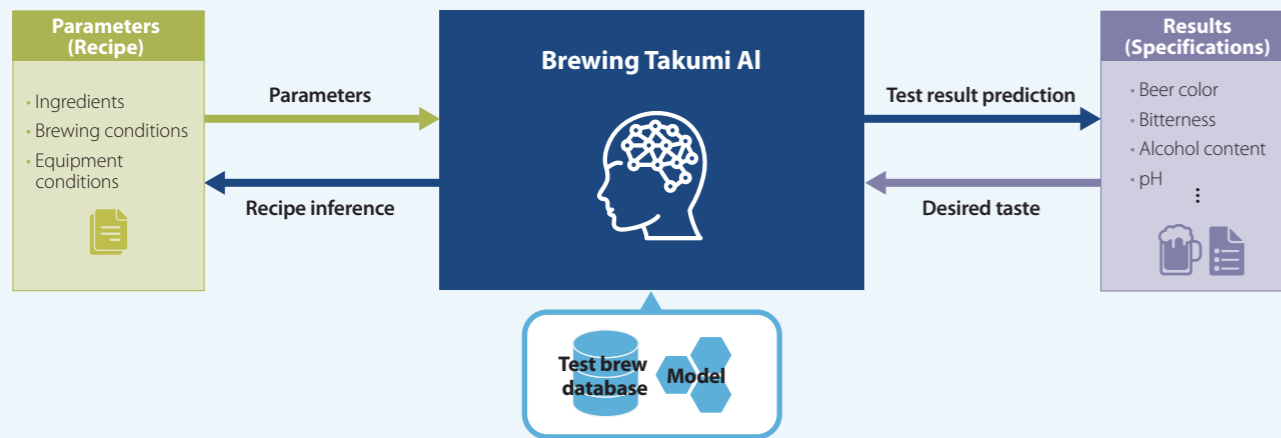 Parameters
(Recipe)
・Ingredients
・Brewing conditions
・Equipment
conditions
Parameters
Recipe inference
Brewing Takumi AI
Test result prediction
Desired taste
Results
(Specifications)
・Beer color
・Bitterness
・Alcohol content
・pH
⋮
Test brew
database
Model